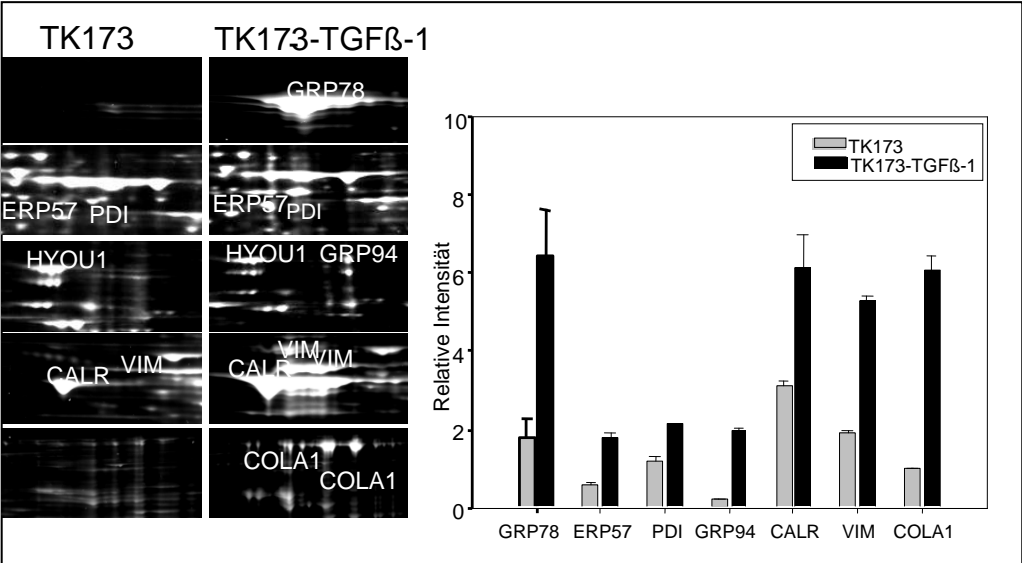 TK173 TK173-TGFß-1
GRP78
ERP57 PDI ERP57 PDI
HYOU1 HYOU1 GRP94
CALR VIM CALR VIM VIM
COLA1
COLA1
Relative Intensität
10
8
6
4
2
0
TK173
TK173-TGFß-1
GRP78 ERP57 PDI GRP94 CALR VIM COLA1